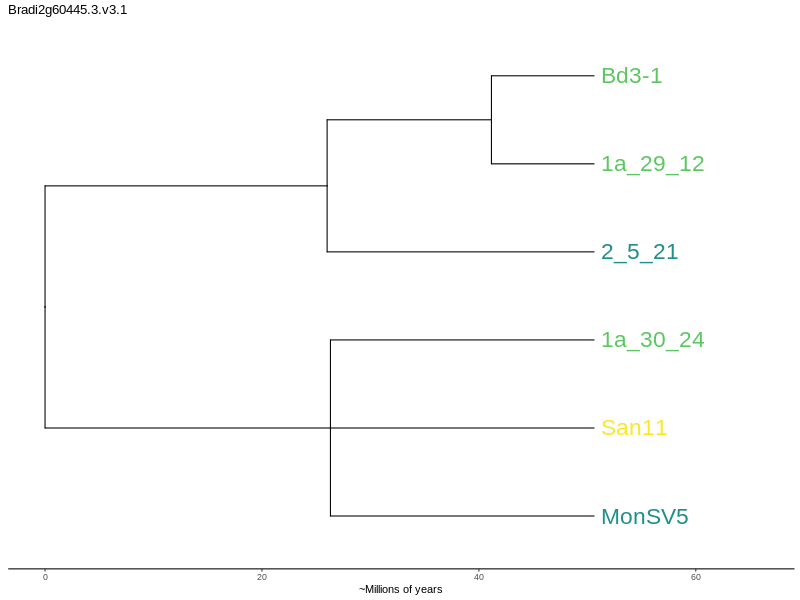 Bradi2g60445.3.v3.1
Bd3-1
1a_29_12
2_5_21
1a_30_24
San11
MonSV5
0 20 40 60
~Millions of years